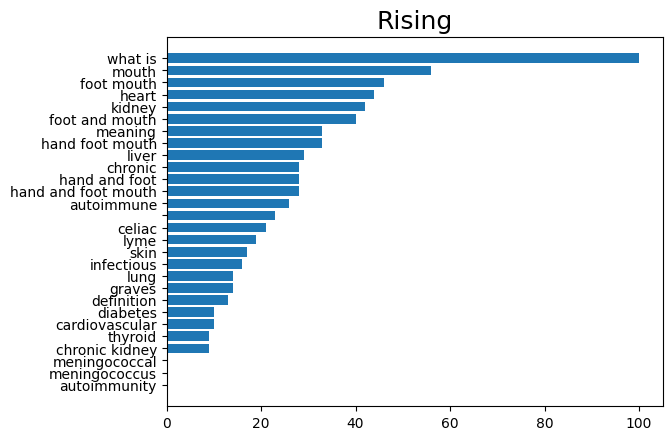 Rising
what is
mouth
foot mouth
heart
kidney
foot and mouth
meaning
hand foot mouth
liver
chronic
hand and foot
hand and foot mouth
autoimmune
celiac
lyme
skin
infectious
lung
graves
definition
diabetes
cardiovascular
thyroid
chronic kidney
meningococcal
meningococcus
autoimmunity
0 20 40 60 80 100